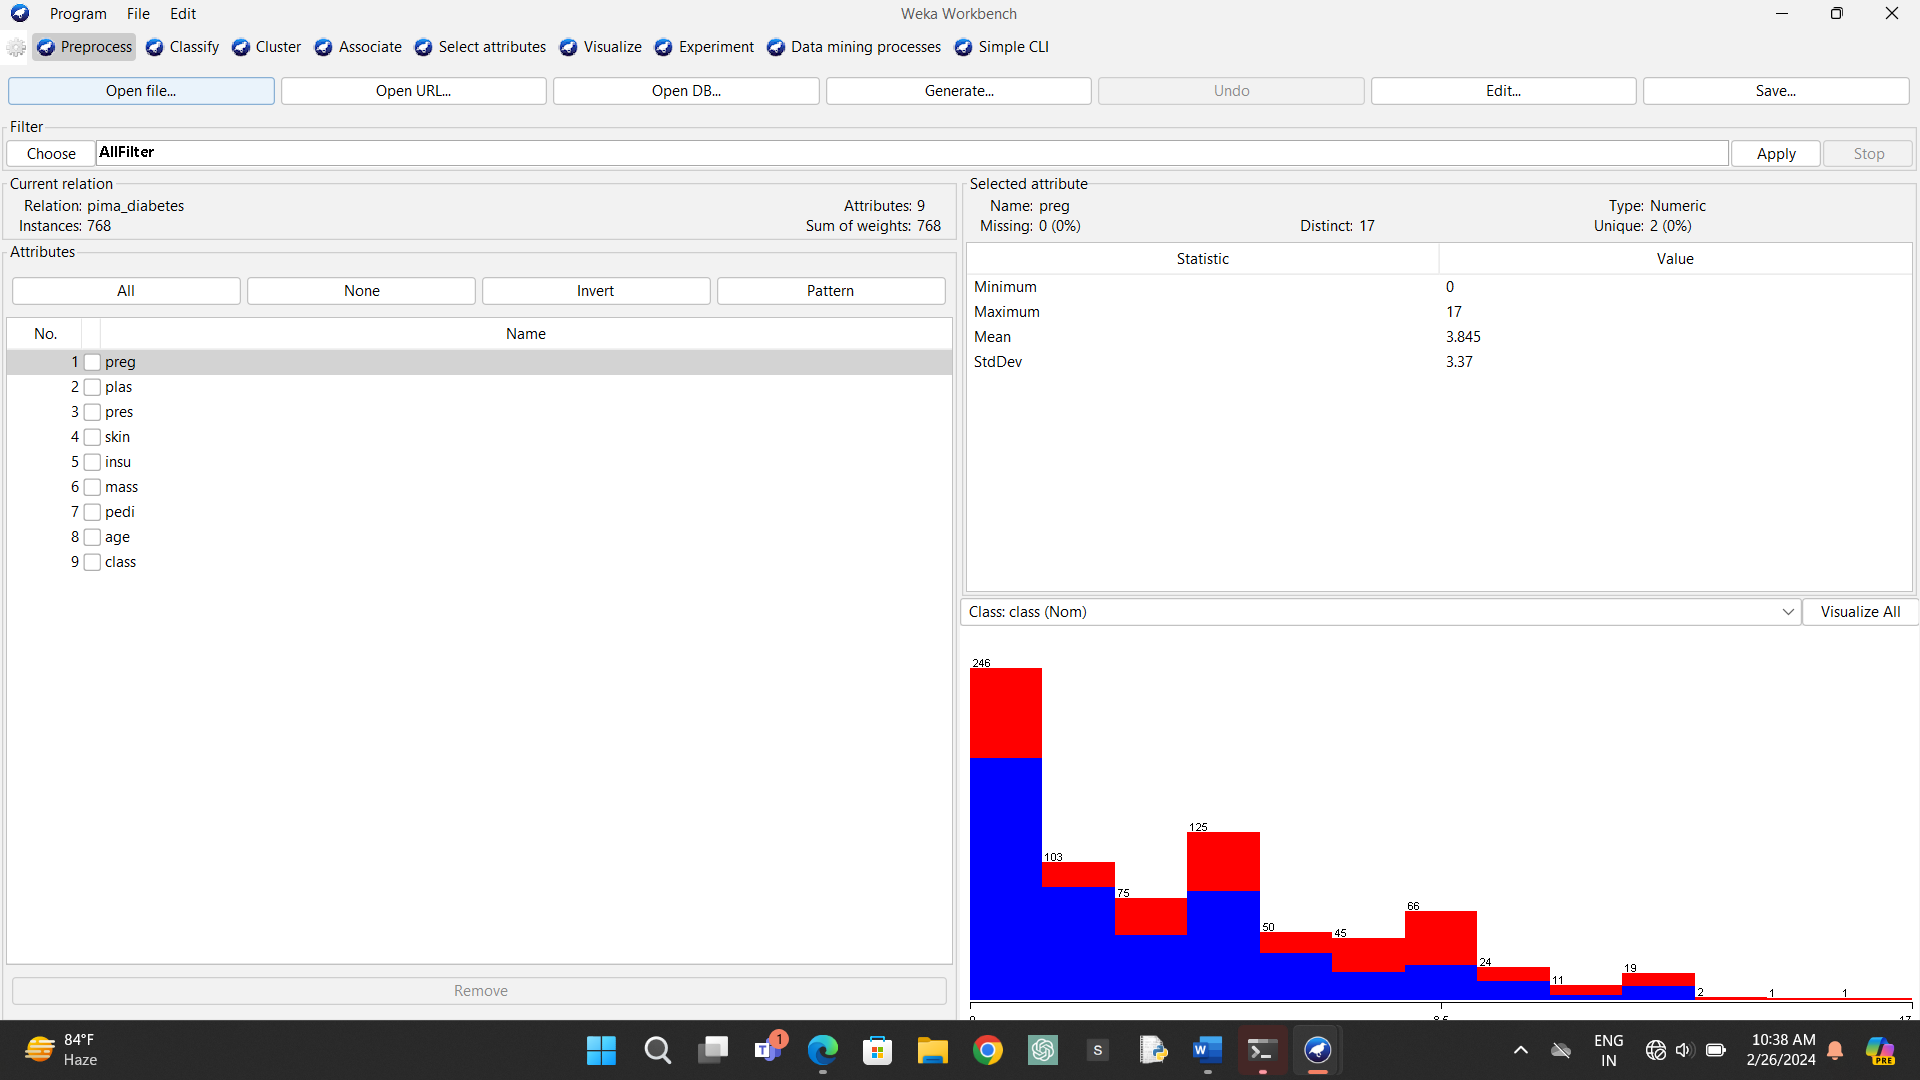 Program File Edit Weka Workbench
Preprocess Classify Cluster Associate Select attributes Visualize Experiment Data mining processes Simple CLI
Open file... Open URL... Open DB... Generate... Undo Edit... Save...
Filter
Choose AllFilter Apply Stop
Current relation
Relation: pima_diabetes Attributes: 9
Instances: 768 Sum of weights: 768
Attributes
All None Invert Pattern
No. Name
1 preg
2 plas
3 pres
4 skin
5 insu
6 mass
7 pedi
8 age
9 class
Remove
Selected attribute
Name: preg Type: Numeric
Missing: 0 (0%) Distinct: 17 Unique: 2 (0%)
Statistic Value
Minimum 0
Maximum 17
Mean 3.845
StdDev 3.37
Class: class (Nom) Visualize All
246
103
75
125
50
45
66
24
11
19
2
1
1
0 8.5 17
84°F
Haze
1
S
W
PRE
ENG
IN
10:38 AM
2/26/2024